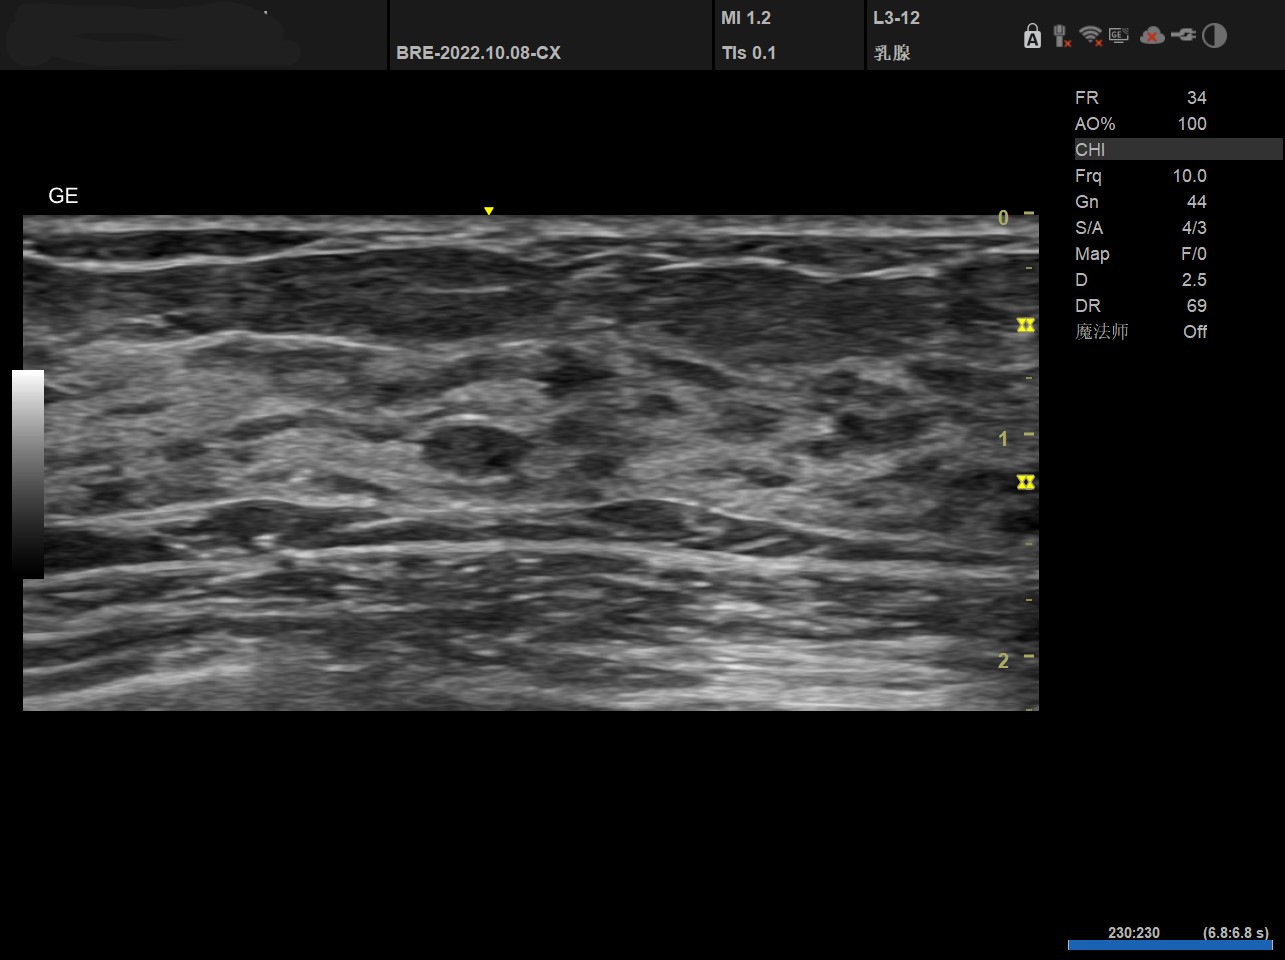 MI 1.2
L3-12
BRE-2022.10.08-CX
TIs 0.1
乳腺
A
GE
FR 34
AO% 100
CHI
Frq 10.0
Gn 44
S/A 4/3
Map F/0
D 2.5
DR 69
魔法师 Off
GE
0
1
2
230:230 (6.8:6.8 s)